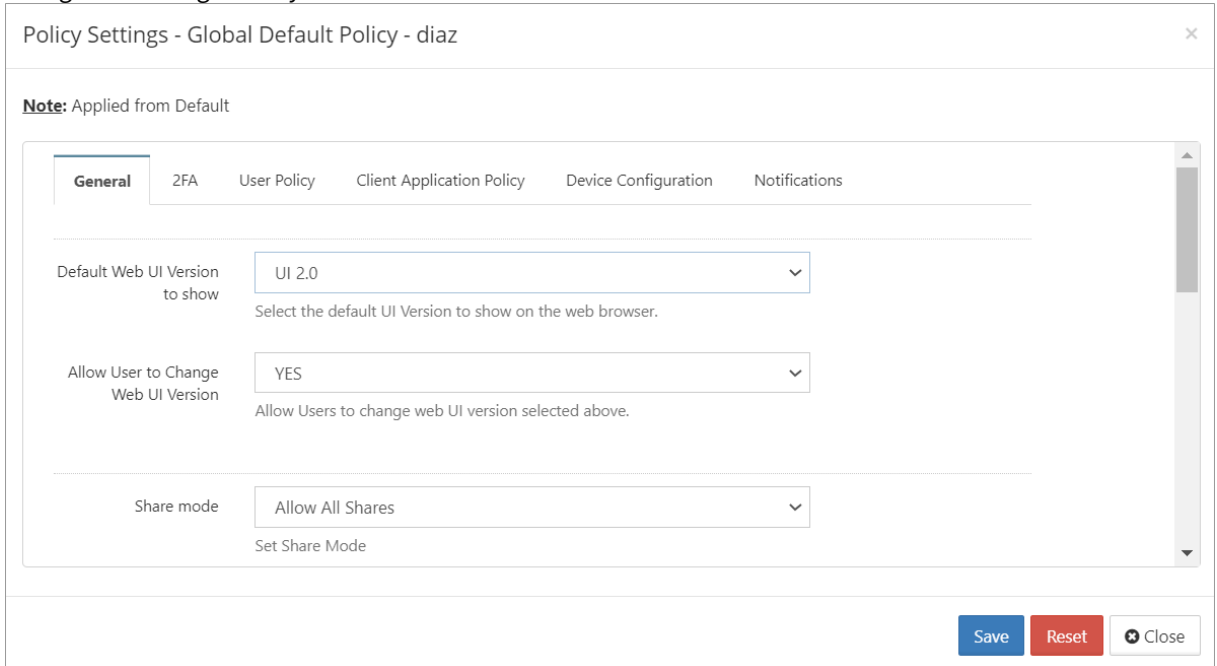 Policy Settings - Global Default Policy - diaz
×
Note: Applied from Default
General 2FA User Policy Client Application Policy Device Configuration Notifications
Default Web UI Version
to show
UI 2.0
Select the default UI Version to show on the web browser.
Allow User to Change
Web UI Version
YES
Allow Users to change web UI version selected above.
Share mode
Allow All Shares
Set Share Mode
Save Reset Close